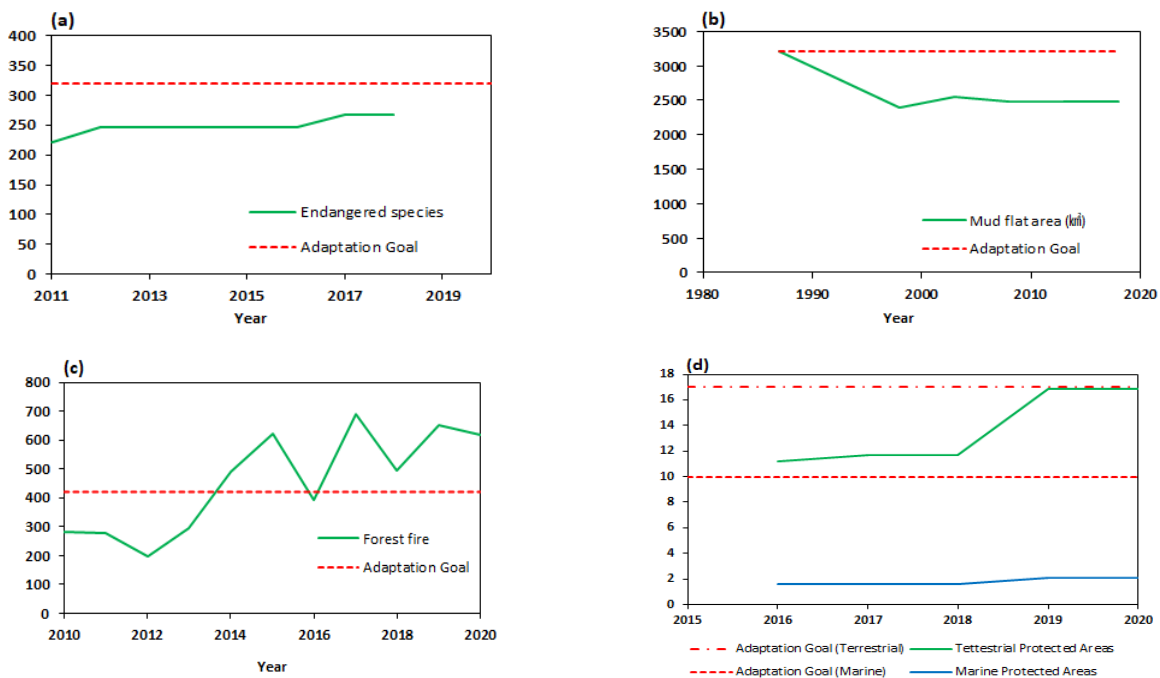 (a)
400
350
300
250
200
150
100
50
0
Endangered species
Adaptation Goal
2011 2013 2015 2017 2019
Year
(b)
3500
3000
2500
2000
1500
1000
500
0
Mud flat area (㎢)
Adaptation Goal
1980 1990 2000 2010 2020
Year
(c)
800
700
600
500
400
300
200
100
0
Forest fire
Adaptation Goal
2010 2012 2014 2016 2018 2020
Year
(d)
18
16
14
12
10
8
6
4
2
0
2015 2016 2017 2018 2019 2020
Adaptation Goal (Terrestrial) Tettestrial Protected Areas
Adaptation Goal (Marine) Marine Protected Areas